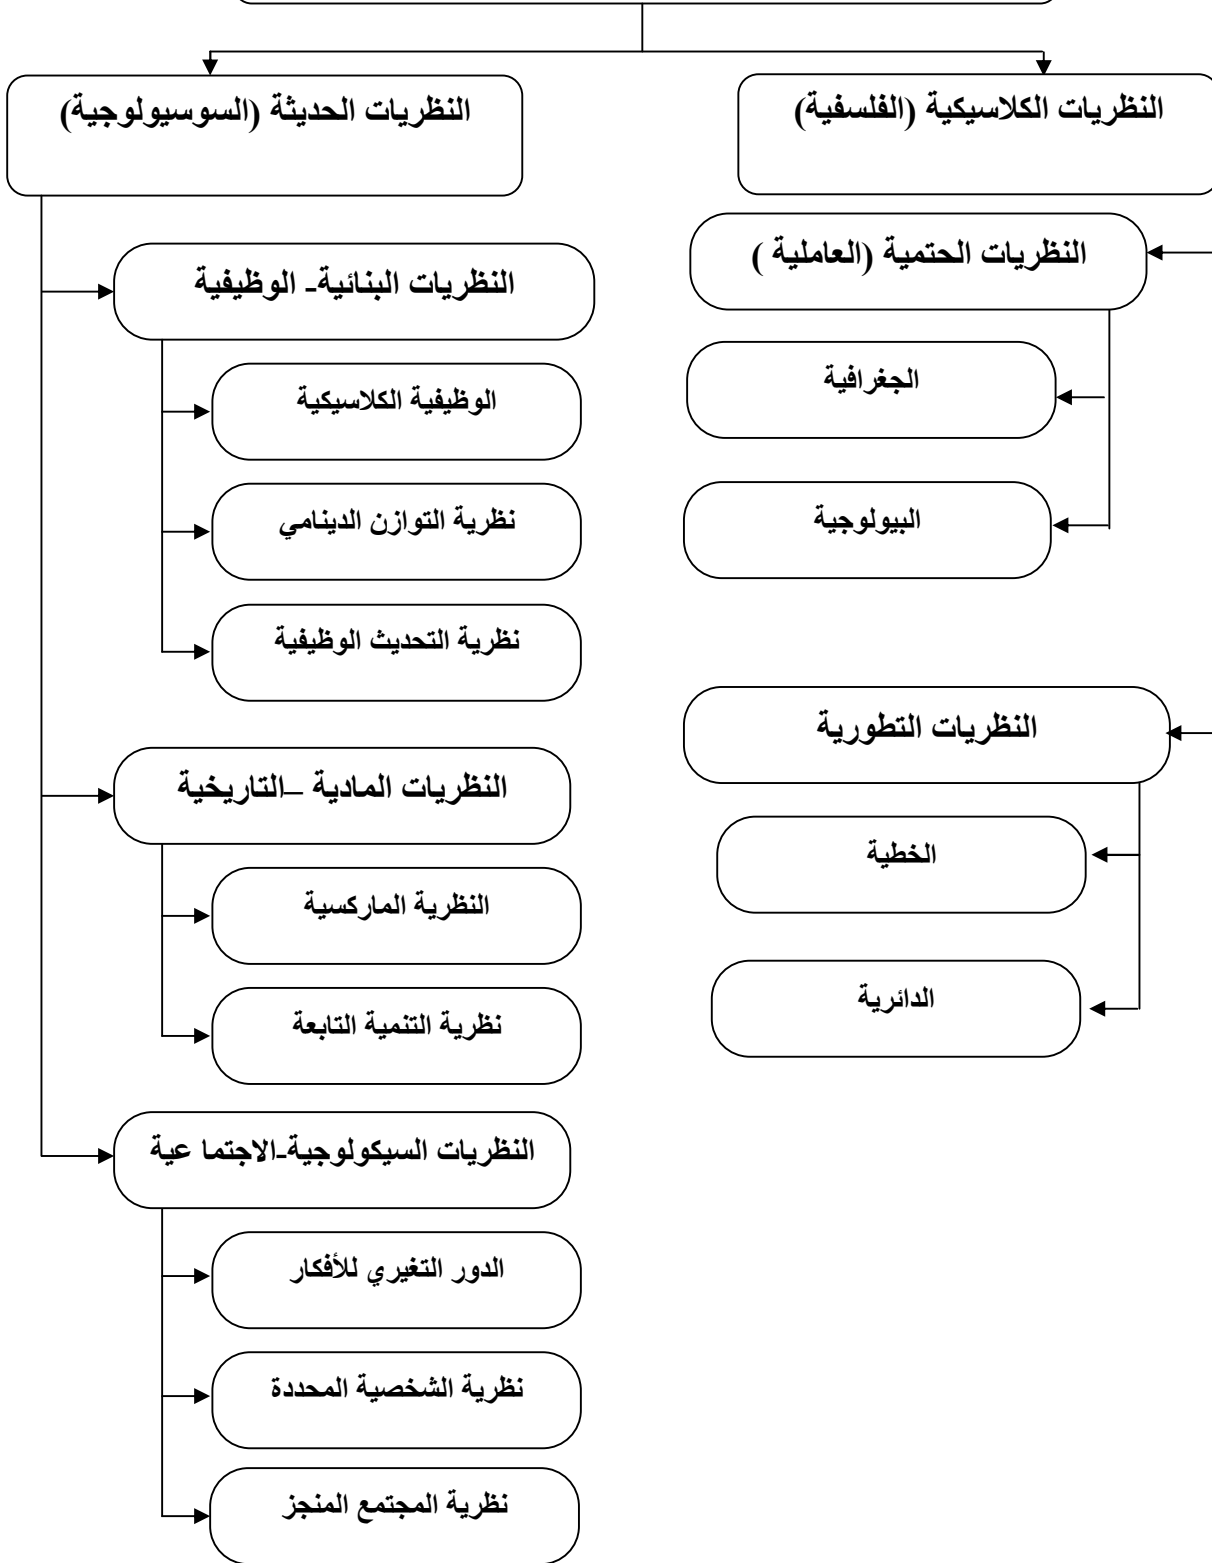 النظريات الكلاسيكية (الفلسفية)
النظريات الحتمية (العاملية )
الجغرافية
البيولوجية
النظريات التطورية
الخطية
الدائرية
النظريات الحديثة (السوسيولوجية)
النظريات البنائية- الوظيفية
الوظيفية الكلاسيكية
نظرية التوازن الدينامي
نظرية التحديث الوظيفية
النظريات المادية –التاريخية
النظرية الماركسية
نظرية التنمية التابعة
النظريات السيكولوجية-الاجتما عية
الدور التغيري للأفكار
نظرية الشخصية المحددة
نظرية المجتمع المنجز